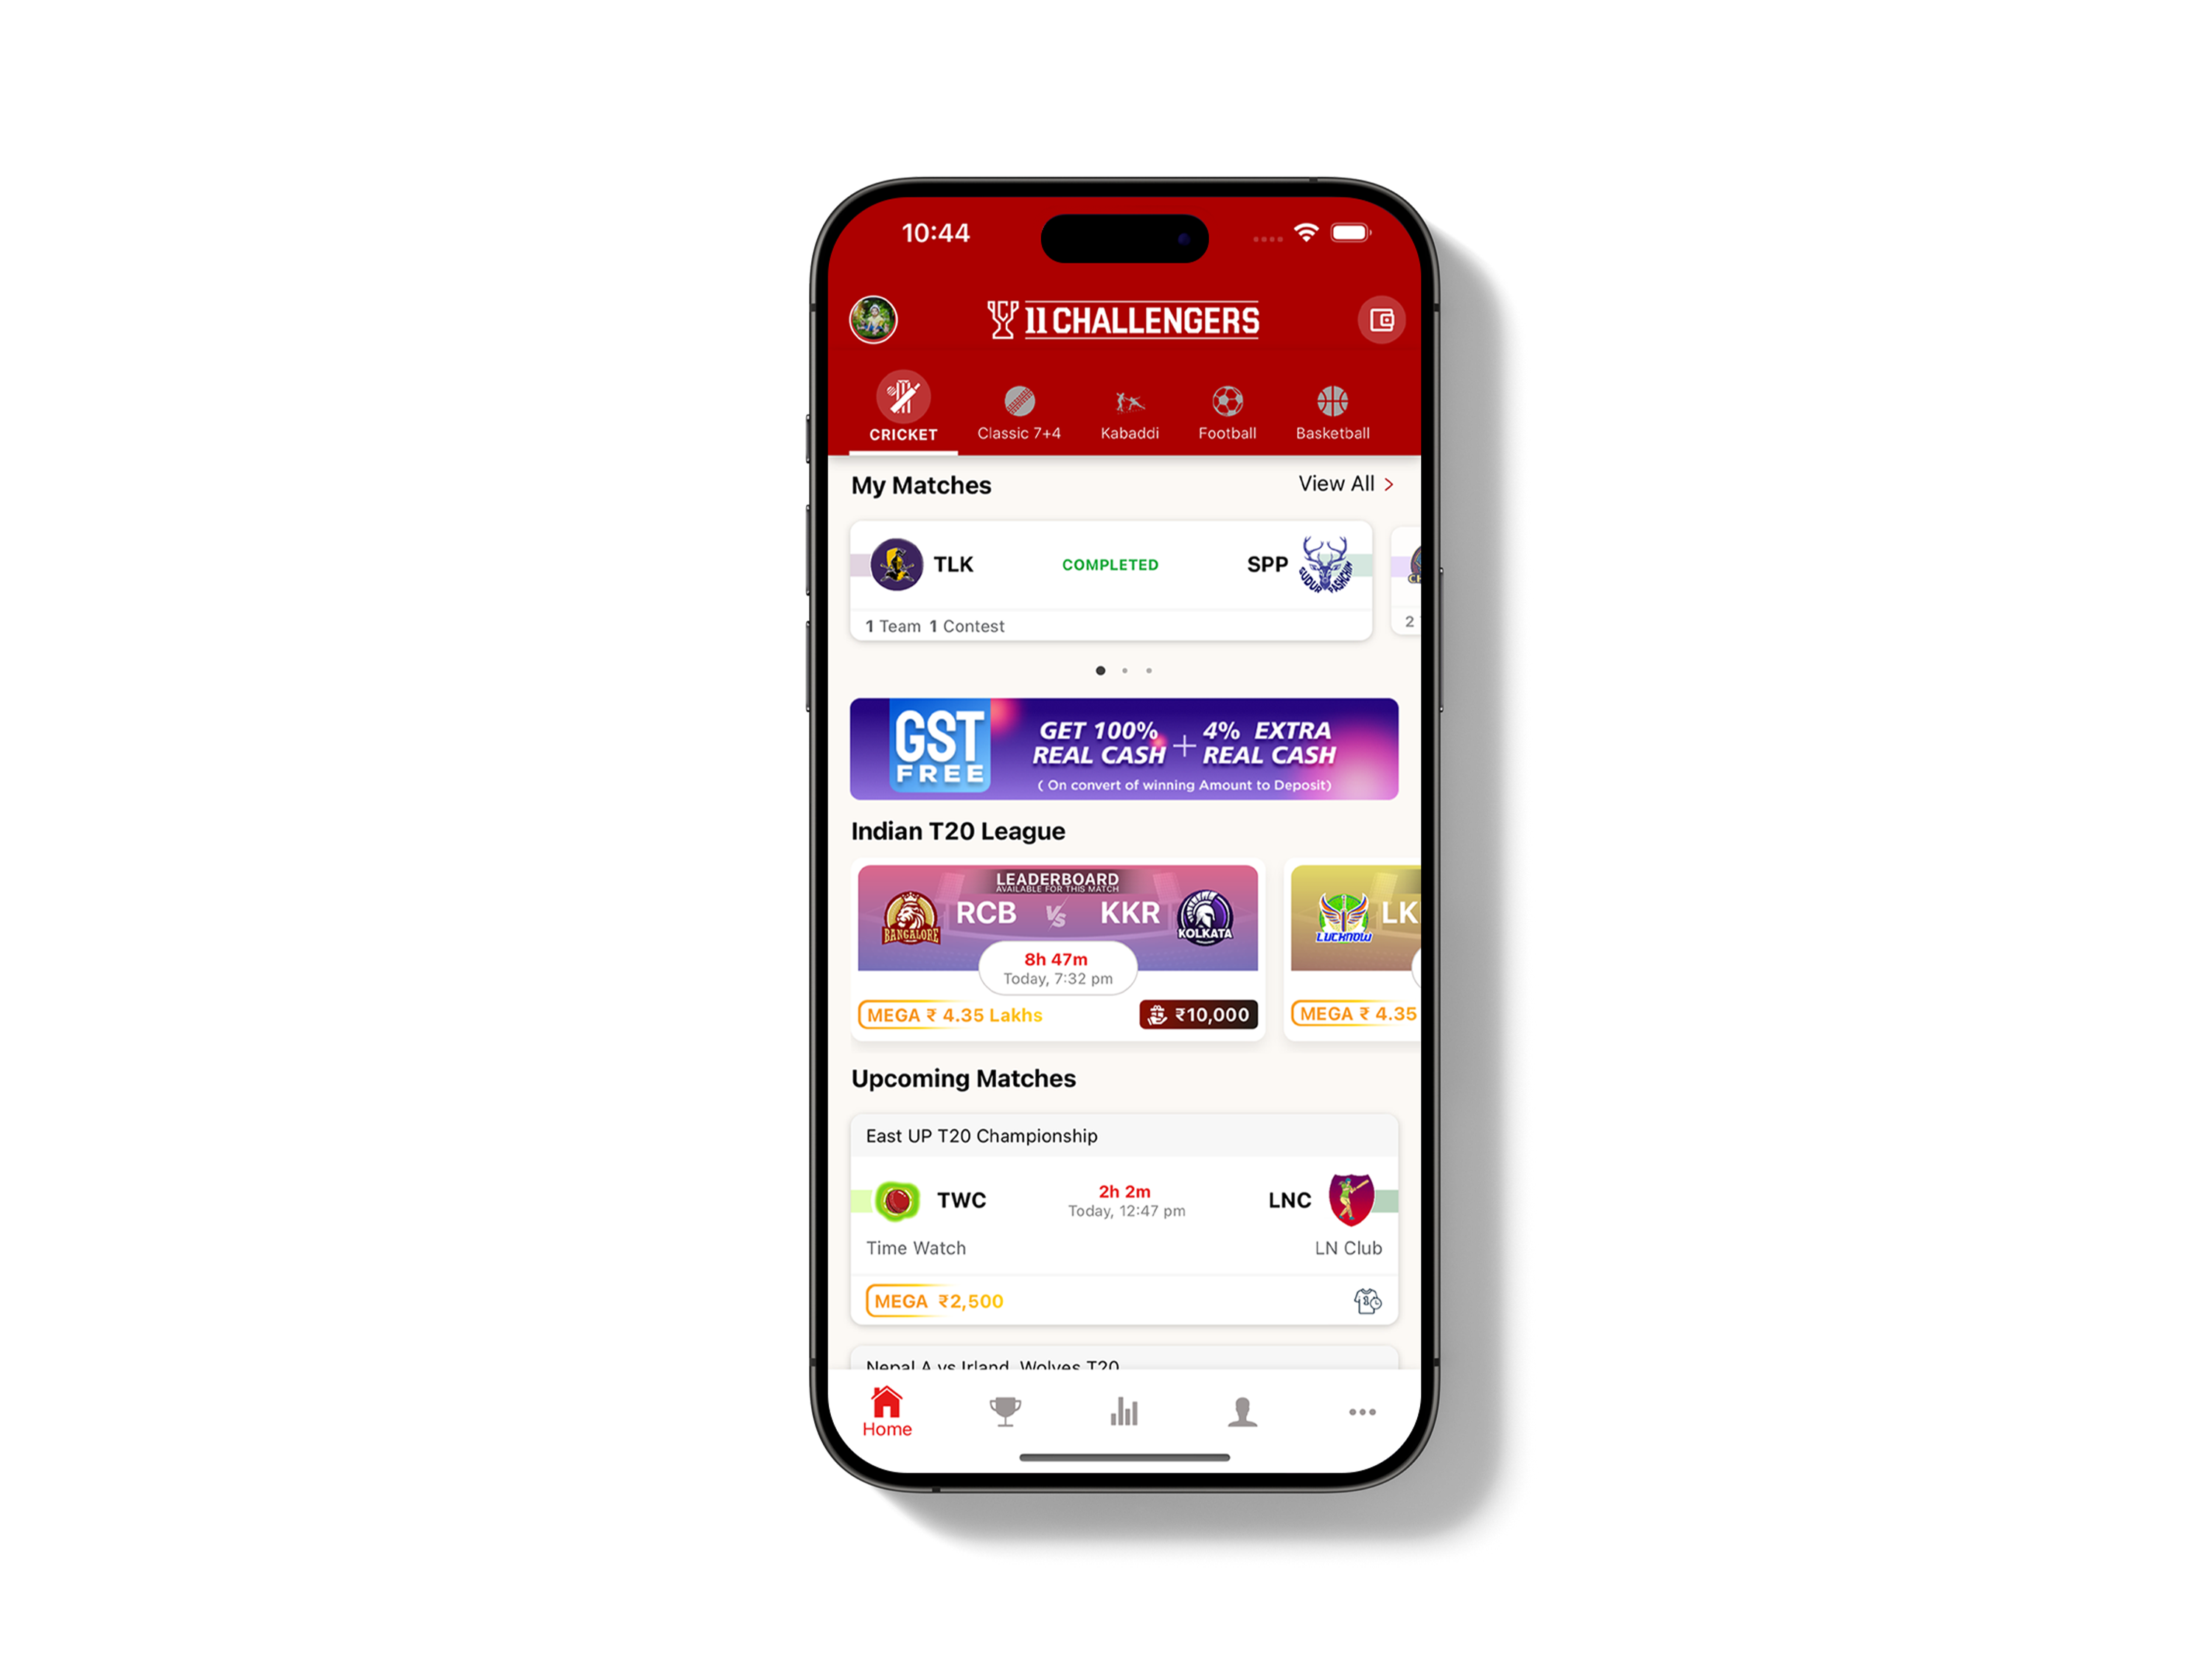 10:44
11 CHALLENGERS
CRICKET
Classic 7+4
Kabaddi
Football
Basketball
My Matches
View All >
TLK
COMPLETED
SPP
SUDUR PASHCHIM
1 Team 1 Contest
2
GST
FREE
GET 100%
REAL CASH
+
4% EXTRA
REAL CASH
( On convert of winning Amount to Deposit)
Indian T20 League
LEADERBOARD
AVAILABLE FOR THIS MATCH
BANGALORE
RCB
VS
KKR
KOLKATA
8h 47m
Today, 7:32 pm
MEGA ₹ 4.35 Lakhs
₹10,000
LUCKNOW
LK
MEGA ₹ 4.35
Upcoming Matches
East UP T20 Championship
TWC
2h 2m
Today, 12:47 pm
LNC
Time Watch
LN Club
MEGA ₹2,500
Nepal A vs Irland Wolves T20
Home